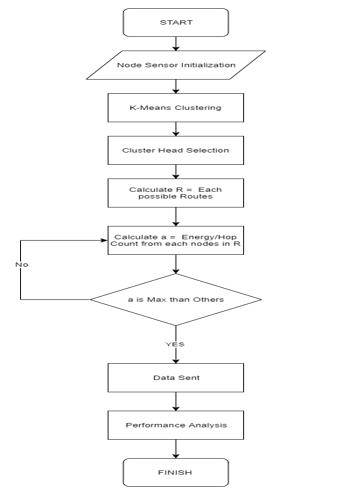 START
Node Sensor Initialization
K-Means Clustering
Cluster Head Selection
Calculate R = Each
possible Routes
Calculate a = Energy/Hop
Count from each nodes in R
No
a is Max than Others
YES
Data Sent
Performance Analysis
FINISH